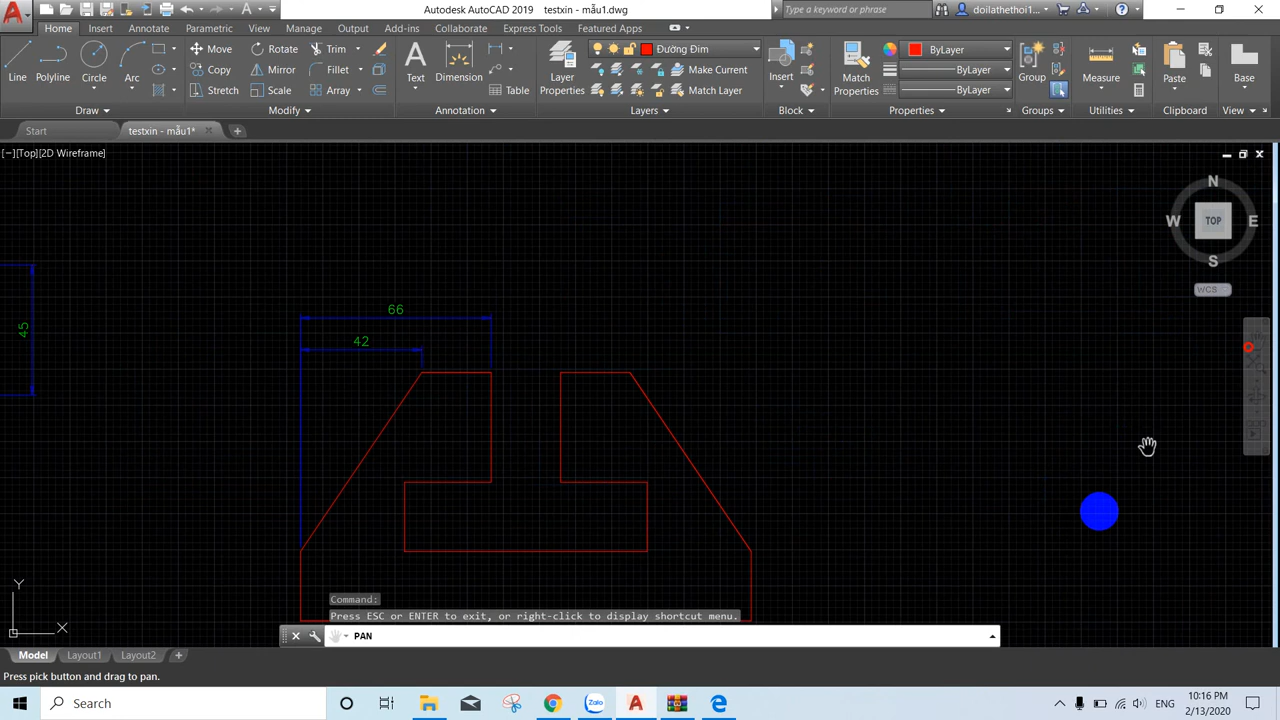 Autodesk AutoCAD 2019 testxin - mẫu1.dwg
Type a keyword or phrase
doilathethoi1...
Home Insert Annotate Parametric View Manage Output Add-ins Collaborate Express Tools Featured Apps
Line Polyline Circle Arc
Move Rotate Trim
Copy Mirror Fillet
Stretch Scale Array
Text Dimension Table
Layer Properties
Đường Đim
Make Current
Match Layer
Insert
Match Properties
ByLayer
ByLayer
ByLayer
Group
Measure
Paste
Base
Draw Modify Annotation Layers Block Properties Groups Utilities Clipboard View
Start testxin - mẫu1*
[−][Top][2D Wireframe]
N
W TOP E
S
WCS
66
42
45
Y
X
Command:
Press ESC or ENTER to exit, or right-click to display shortcut menu.
PAN
Model Layout1 Layout2
Press pick button and drag to pan.
Search
Zalo
ENG
10:16 PM
2/13/2020